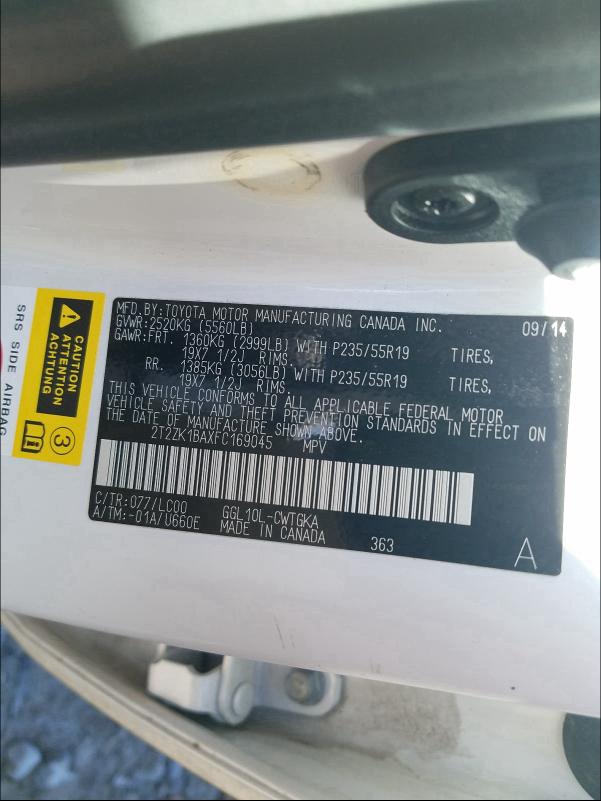 SRS SIDE AIRBAG
CAUTION
ATTENTION
ACHTUNG
3
MFD.BY:TOYOTA MOTOR MANUFACTURING CANADA INC. 09/14
GVWR:2520KG (5560LB)
GAWR:FRT. 1360KG (2999LB) WITH P235/55R19 TIRES,
19X7 1/2J RIMS.
RR. 1385KG (3056LB) WITH P235/55R19 TIRES,
19X7 1/2J RIMS.
THIS VEHICLE CONFORMS TO ALL APPLICABLE FEDERAL MOTOR
VEHICLE SAFETY AND THEFT PREVENTION STANDARDS IN EFFECT ON
THE DATE OF MANUFACTURE SHOWN ABOVE.
2T2ZK1BAXFC169045 MPV
C/TR:077/LC00 GGL10L-CWTGKA
A/TM:-01A/U660E MADE IN CANADA 363 A